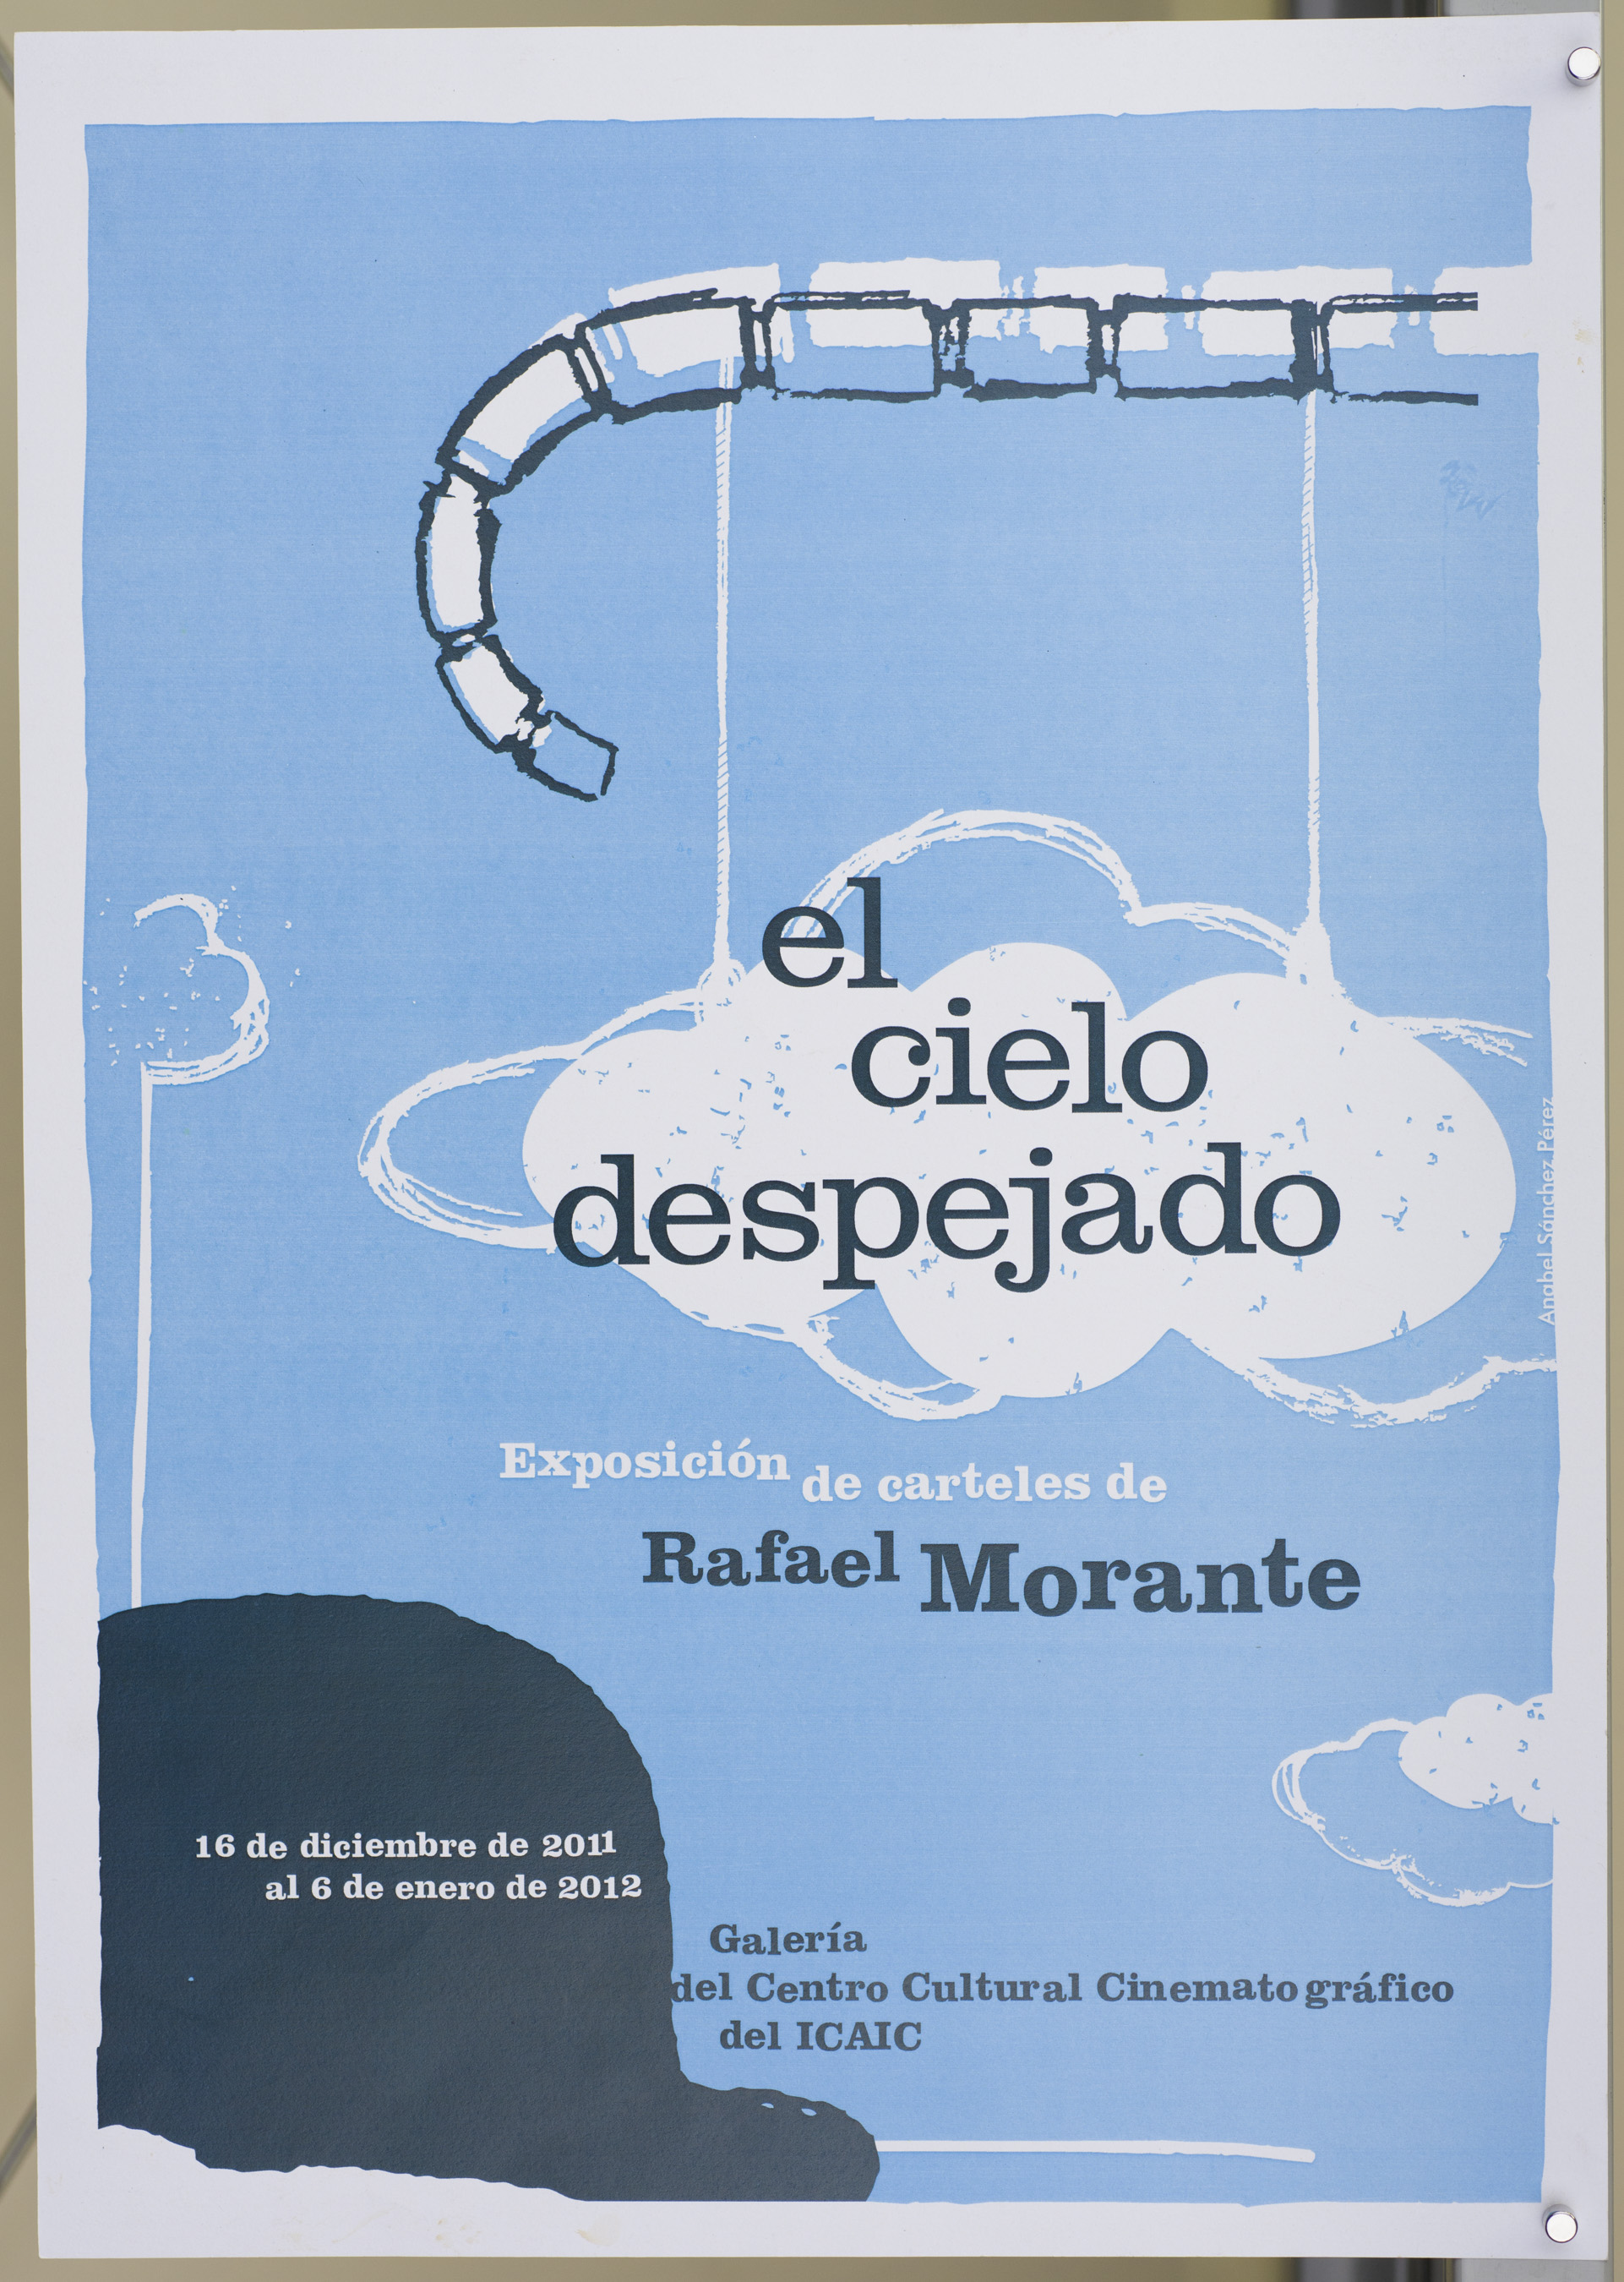 el
cielo
despejado
Anabel Sánchez Pérez
Exposición de carteles de
Rafael Morante
16 de diciembre de 2011
al 6 de enero de 2012
Galería
del Centro Cultural Cinematográfico
del ICAIC